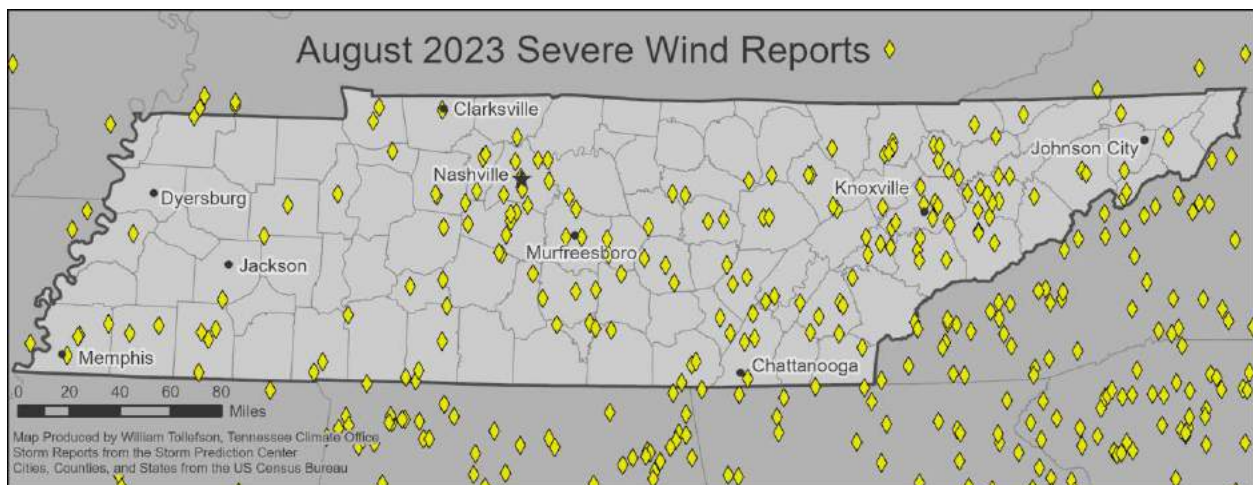 August 2023 Severe Wind Reports
Clarksville
Johnson City
Nashville
Knoxville
Dyersburg
Murfreesboro
Jackson
Memphis
Chattanooga
0 20 40 60 80
Miles
Map Produced by William Tollefson, Tennessee Climate Office
Storm Reports from the Storm Prediction Center
Cities, Counties, and States from the US Census Bureau